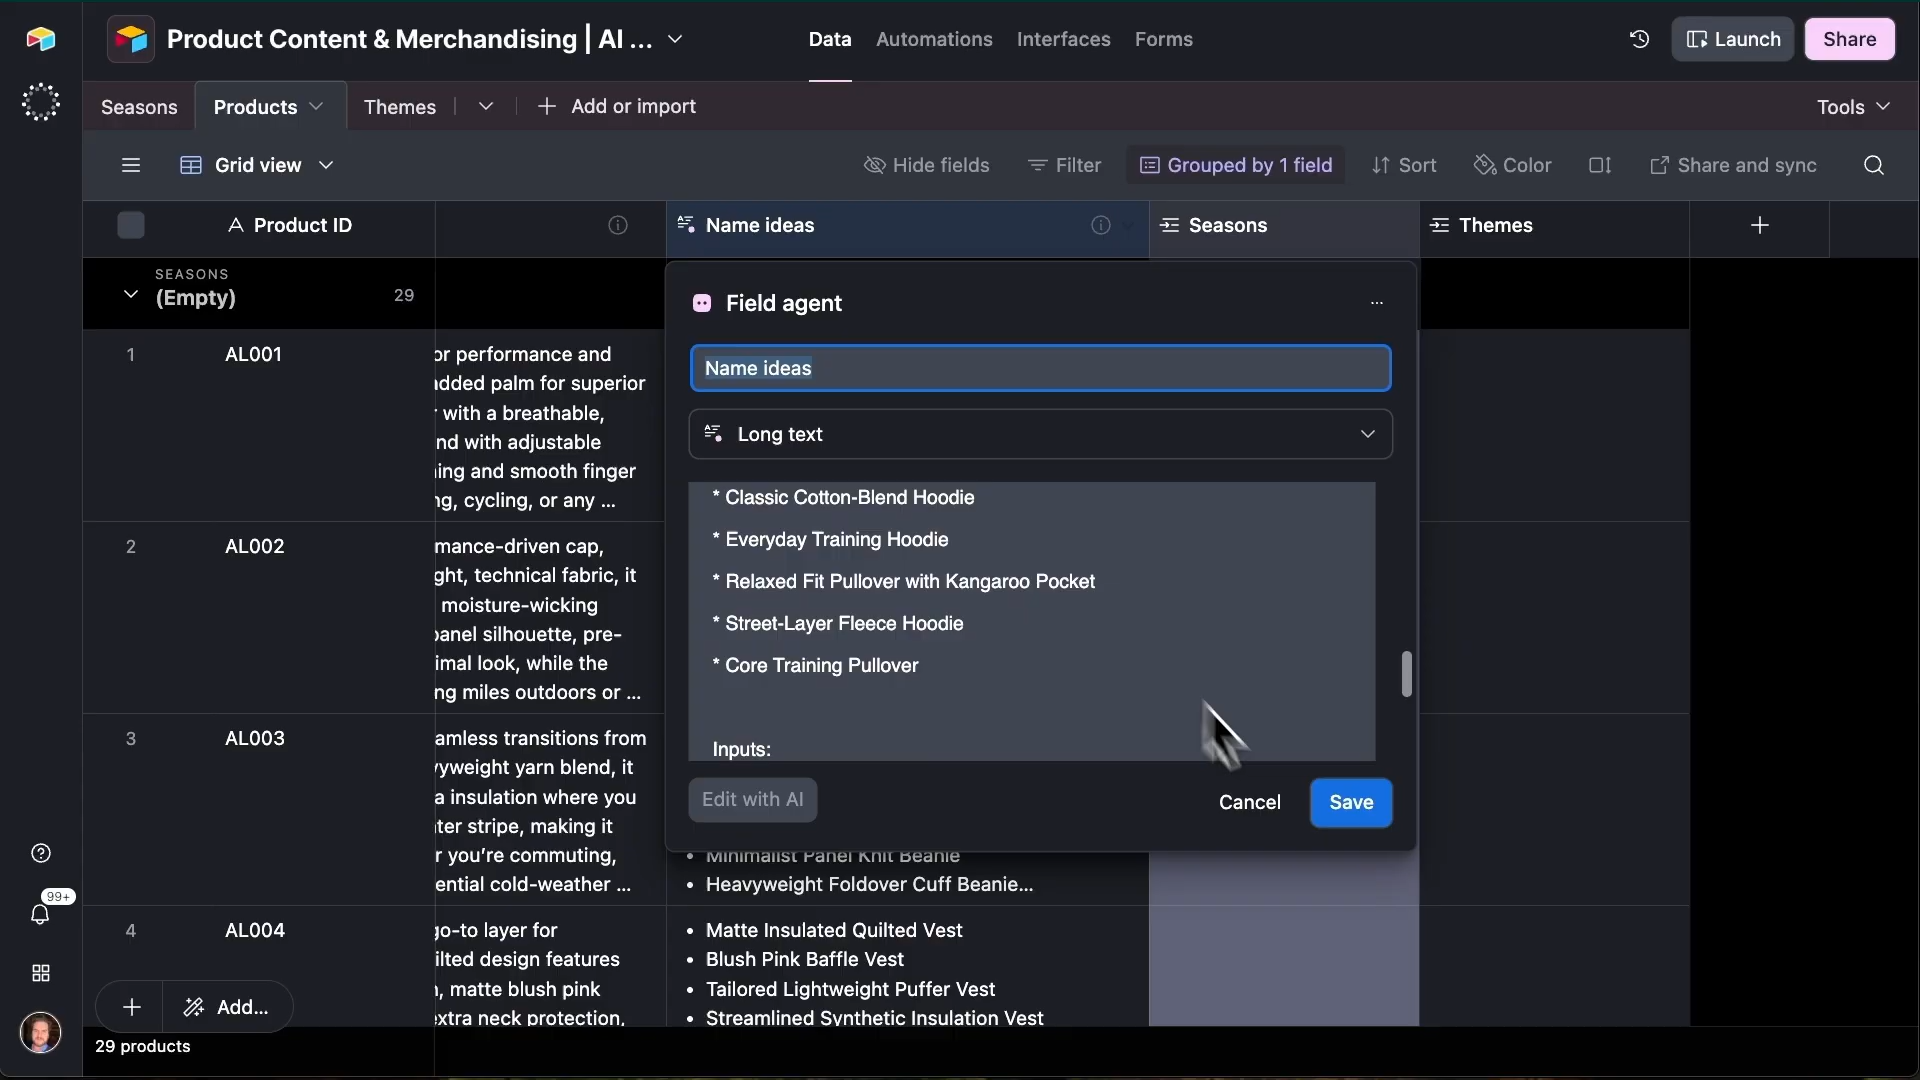 Product Content & Merchandising | AI ...
Data
Automations
Interfaces
Forms
Launch
Share
Seasons
Products
Themes
Add or import
Tools
Grid view
Hide fields
Filter
Grouped by 1 field
Sort
Color
Share and sync
Product ID
Name ideas
Seasons
Themes
SEASONS
(Empty)
29
Field agent
Name ideas
Long text
* Classic Cotton-Blend Hoodie
* Everyday Training Hoodie
* Relaxed Fit Pullover with Kangaroo Pocket
* Street-Layer Fleece Hoodie
* Core Training Pullover
Inputs:
Edit with AI
Cancel
Save
1
AL001
or performance and
added palm for superior
with a breathable,
nd with adjustable
ing and smooth finger
ng, cycling, or any ...
2
AL002
mance-driven cap,
ght, technical fabric, it
moisture-wicking
panel silhouette, pre-
imal look, while the
ng miles outdoors or ...
3
AL003
amless transitions from
yweight yarn blend, it
a insulation where you
ter stripe, making it
r you're commuting,
ential cold-weather ...
• Minimalist Panel Knit Beanie
• Heavyweight Foldover Cuff Beanie...
4
AL004
go-to layer for
ilted design features
, matte blush pink
extra neck protection,
• Matte Insulated Quilted Vest
• Blush Pink Baffle Vest
• Tailored Lightweight Puffer Vest
• Streamlined Synthetic Insulation Vest
99+
Add...
29 products